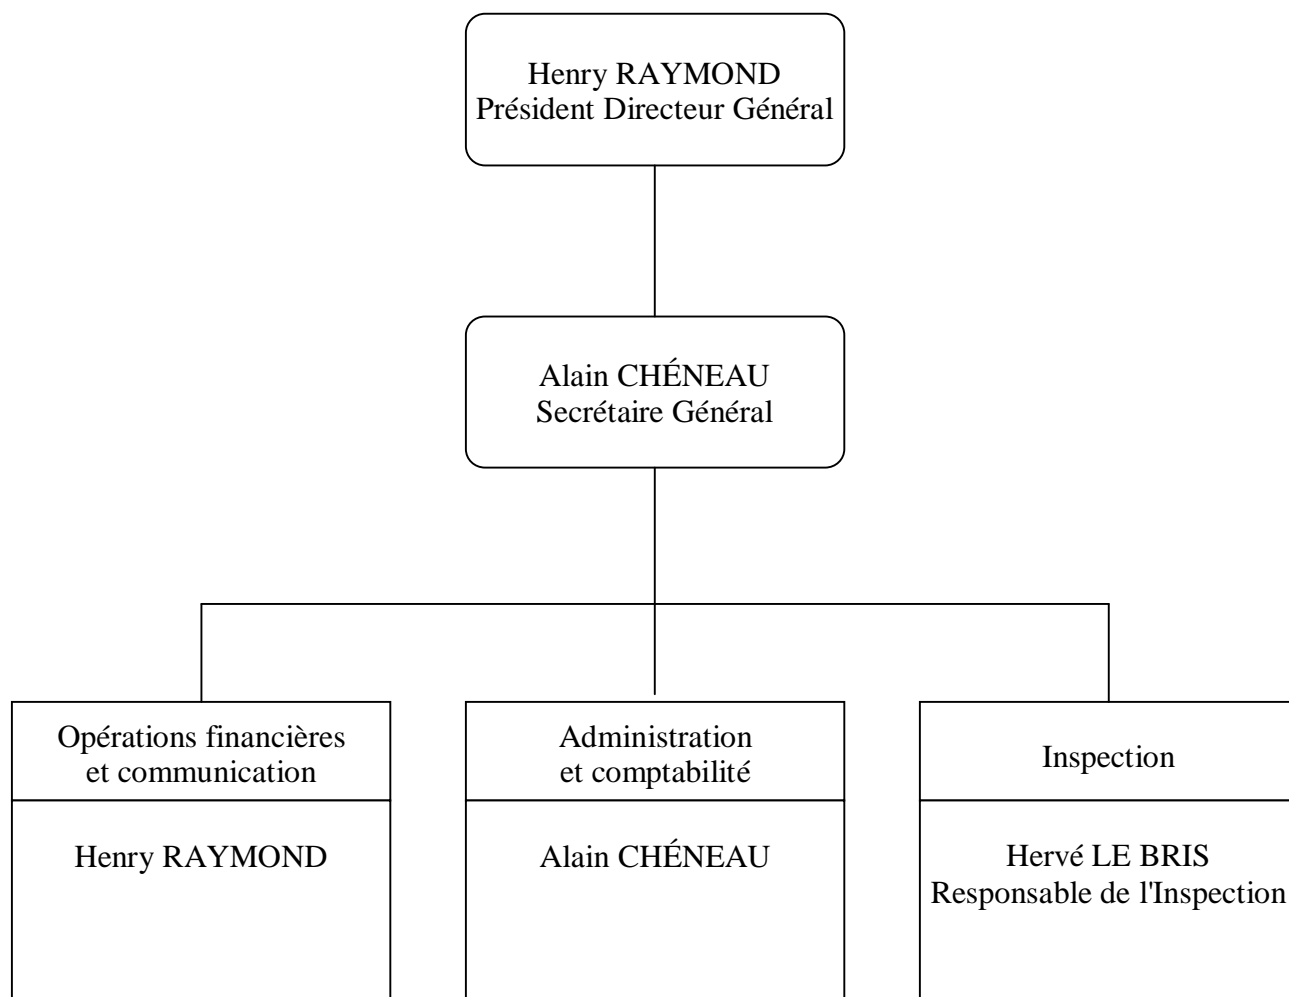 Henry RAYMOND
Président Directeur Général
Alain CHÉNEAU
Secrétaire Général
Opérations financières
et communication
Administration
et comptabilité
Inspection
Henry RAYMOND
Alain CHÉNEAU
Hervé LE BRIS
Responsable de l'Inspection